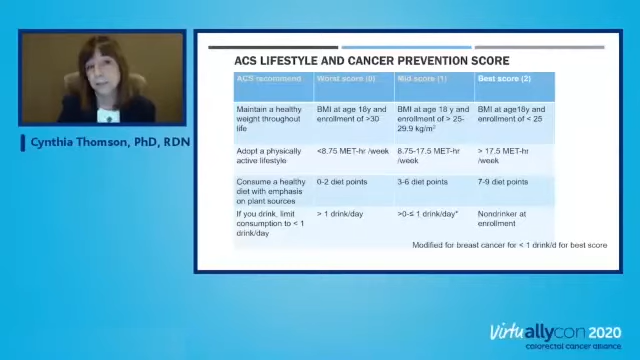 ACS LIFESTYLE AND CANCER PREVENTION SCORE
ACS recommend Worst score (0) Mid score (1) Best score (2)
Maintain a healthy weight throughout life BMI at age 18y and enrollment of >30 BMI at age 18 y and enrollment of > 25-29.9 kg/m² BMI at age18y and enrollment of < 25
Adopt a physically active lifestyle <8.75 MET-hr /week 8.75-17.5 MET-hr /week > 17.5 MET-hr /week
Consume a healthy diet with emphasis on plant sources 0-2 diet points 3-6 diet points 7-9 diet points
If you drink, limit consumption to < 1 drink/day > 1 drink/day >0-≤ 1 drink/day* Nondrinker at enrollment
Modified for breast cancer for < 1 drink/d for best score
Cynthia Thomson, PhD, RDN
Virtuallycon 2020
colorectal cancer alliance